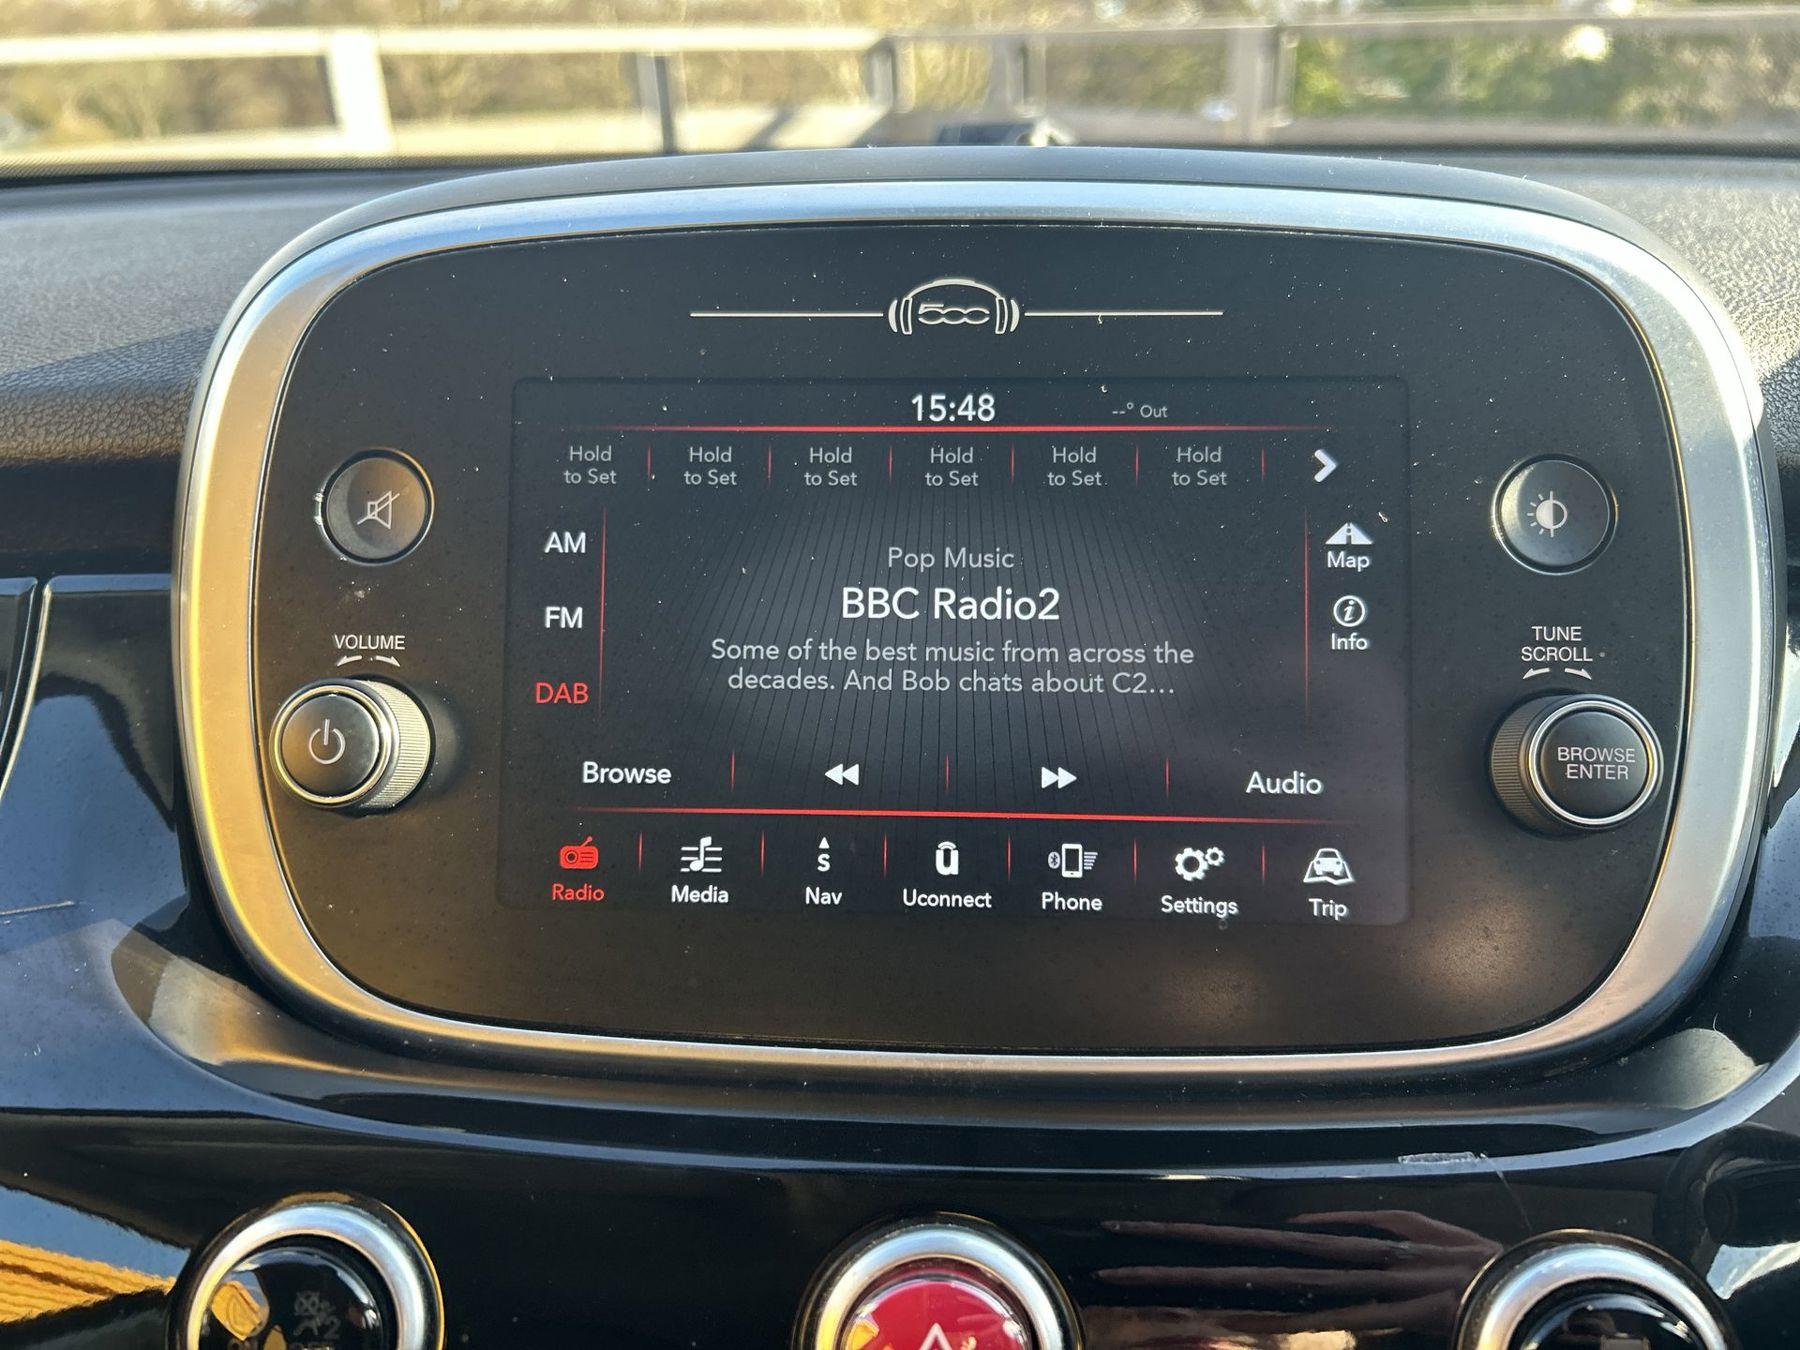 500
15:48
--° Out
Hold to Set
Hold to Set
Hold to Set
Hold to Set
Hold to Set
Hold to Set
AM
FM
DAB
Pop Music
BBC Radio2
Some of the best music from across the
decades. And Bob chats about C2...
Map
i
Info
VOLUME
TUNE
SCROLL
BROWSE
ENTER
Browse
Audio
S
u
Radio
Media
Nav
Uconnect
Phone
Settings
Trip